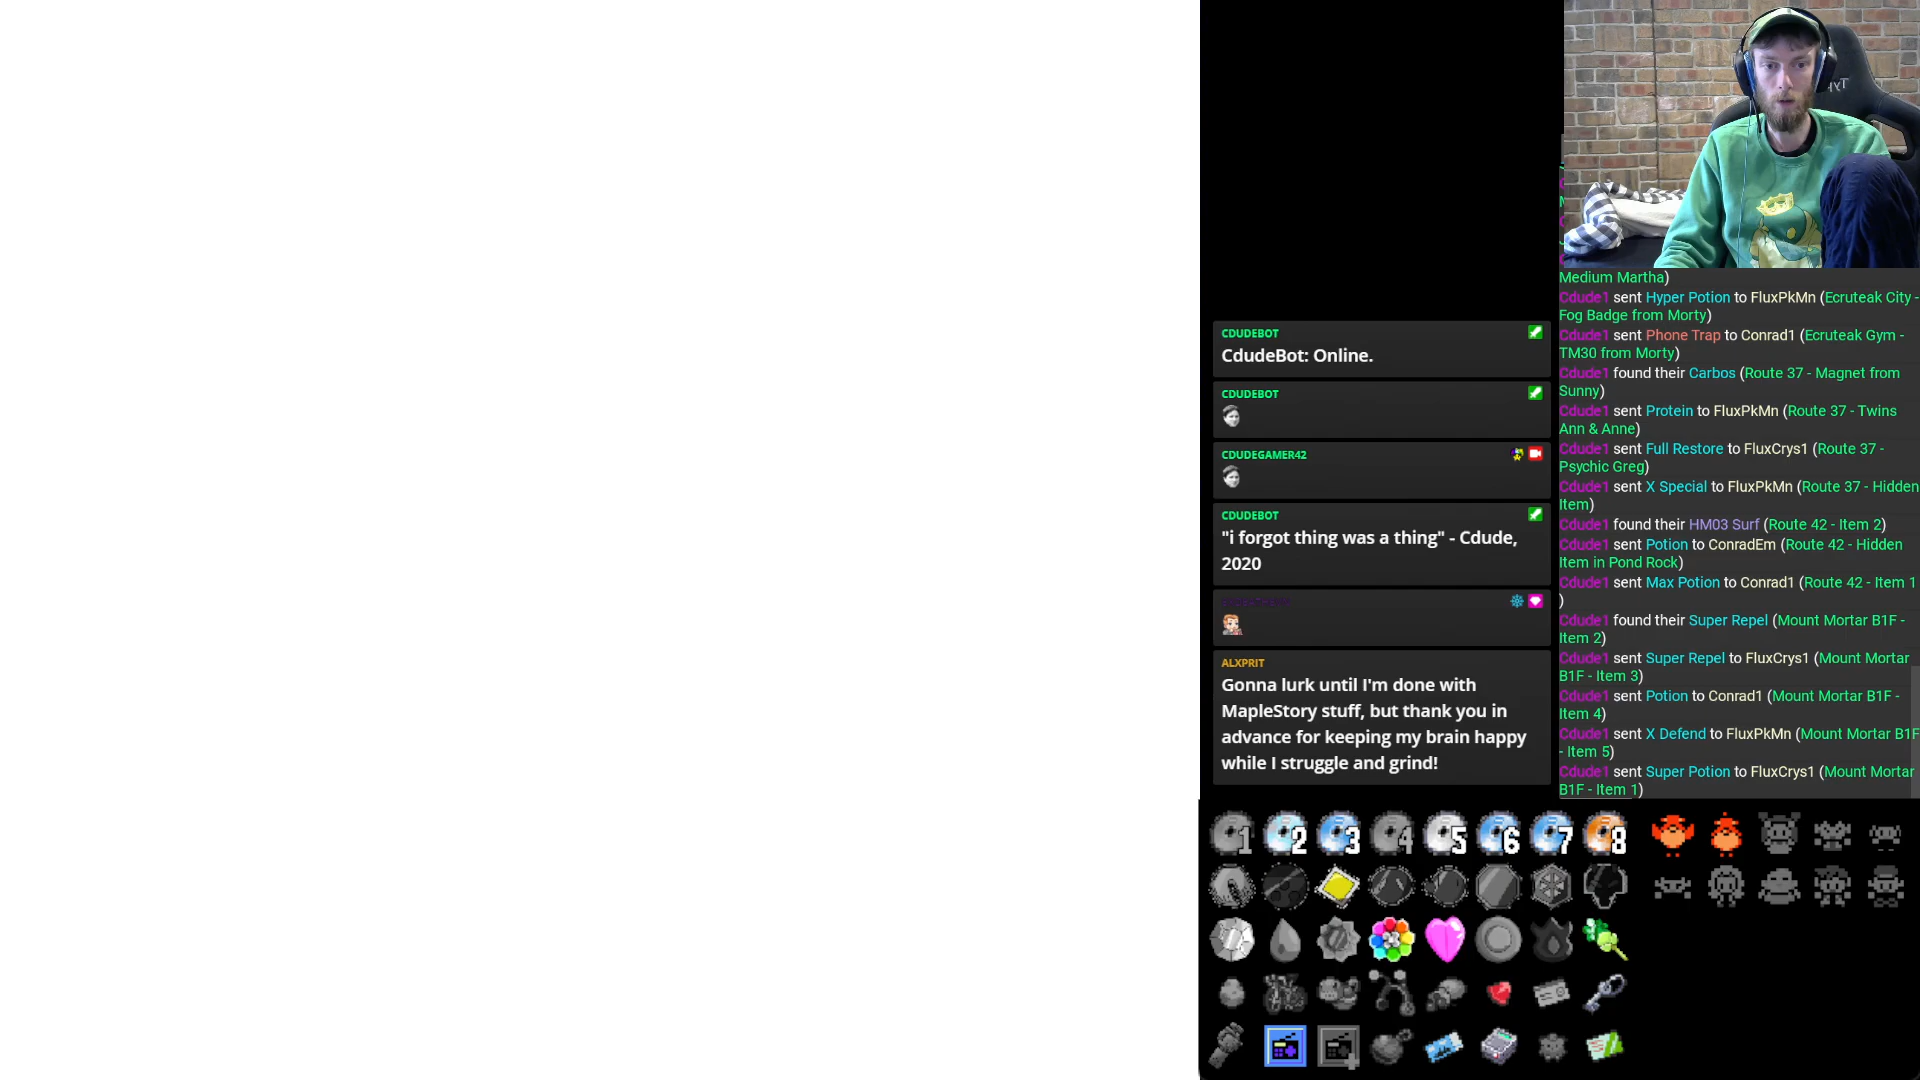 CDUDEBOT
CdudeBot: Online.
CDUDEBOT
CDUDEGAMER42
CDUDEBOT
"i forgot thing was a thing" - Cdude,
2020
ALXPRIT
Gonna lurk until I'm done with
MapleStory stuff, but thank you in
advance for keeping my brain happy
while I struggle and grind!
Medium Martha)
Cdude1 sent Hyper Potion to FluxPkMn (Ecruteak City -
Fog Badge from Morty)
Cdude1 sent Phone Trap to Conrad1 (Ecruteak Gym -
TM30 from Morty)
Cdude1 found their Carbos (Route 37 - Magnet from
Sunny)
Cdude1 sent Protein to FluxPkMn (Route 37 - Twins
Ann & Anne)
Cdude1 sent Full Restore to FluxCrys1 (Route 37 -
Psychic Greg)
Cdude1 sent X Special to FluxPkMn (Route 37 - Hidden
Item)
Cdude1 found their HM03 Surf (Route 42 - Item 2)
Cdude1 sent Potion to ConradEm (Route 42 - Hidden
Item in Pond Rock)
Cdude1 sent Max Potion to Conrad1 (Route 42 - Item 1
)
Cdude1 found their Super Repel (Mount Mortar B1F -
Item 2)
Cdude1 sent Super Repel to FluxCrys1 (Mount Mortar
B1F - Item 3)
Cdude1 sent Potion to Conrad1 (Mount Mortar B1F -
Item 4)
Cdude1 sent X Defend to FluxPkMn (Mount Mortar B1F
- Item 5)
Cdude1 sent Super Potion to FluxCrys1 (Mount Mortar
B1F - Item 1)
1 2 3 4 5 6 7 8